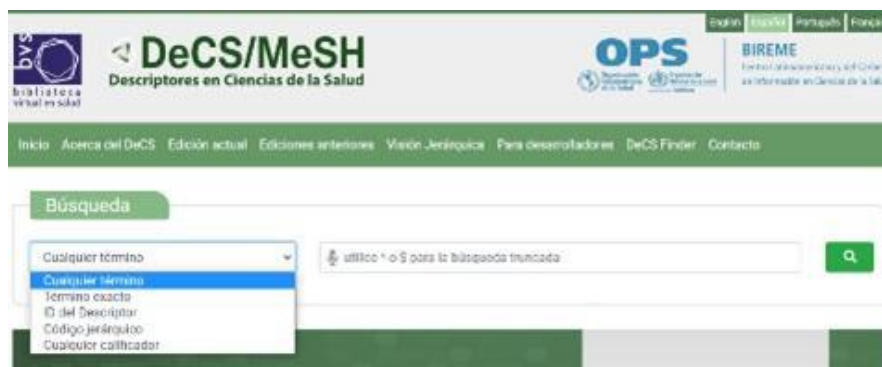 English Español Português Françai
bvs
biblioteca
virtual en salud
DeCS/MeSH
Descriptores en Ciencias de la Salud
OPS
BIREME
Inicio Acerca del DeCS Edición actual Ediciones anteriores Visión Jerárquica Para desarrolladores DeCS Finder Contacto
Búsqueda
Cualquier término
utilice * o $ para la búsqueda truncada
Cualquier término
Término exacto
ID del Descriptor
Código jerárquico
Cualquier calificador